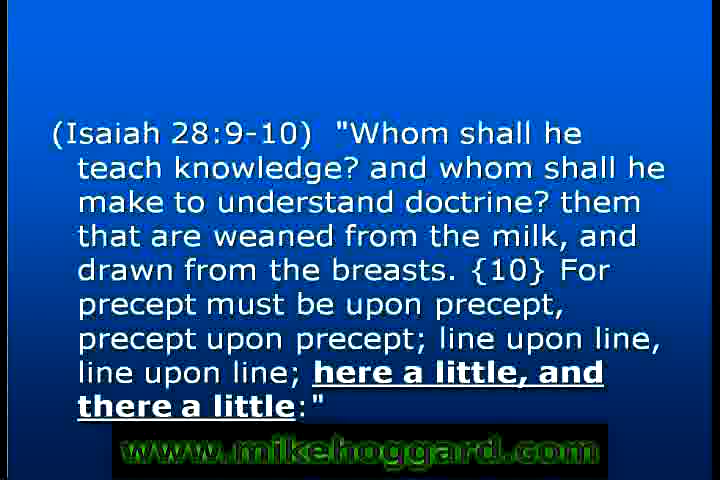 (Isaiah 28:9-10)  "Whom shall he
teach knowledge? and whom shall he
make to understand doctrine? them
that are weaned from the milk, and
drawn from the breasts. {10} For
precept must be upon precept,
precept upon precept; line upon line,
line upon line; here a little, and
there a little:"
www.mikehoggard.com